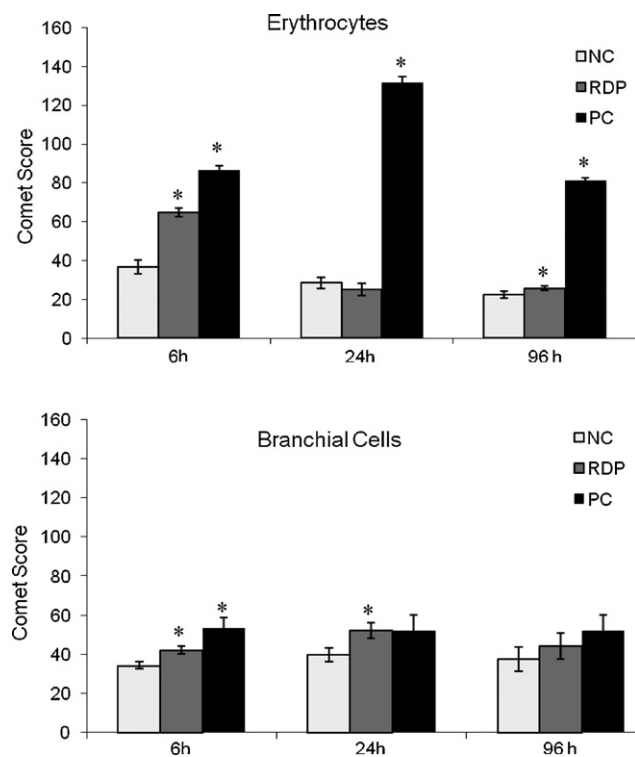 Erythrocytes
160
140
120
100
80
60
40
20
0
Comet Score
NC
RDP
PC
*
*
*
*
*
6h
24h
96 h
Branchial Cells
160
140
120
100
80
60
40
20
0
Comet Score
NC
RDP
PC
*
*
*
6h
24h
96 h